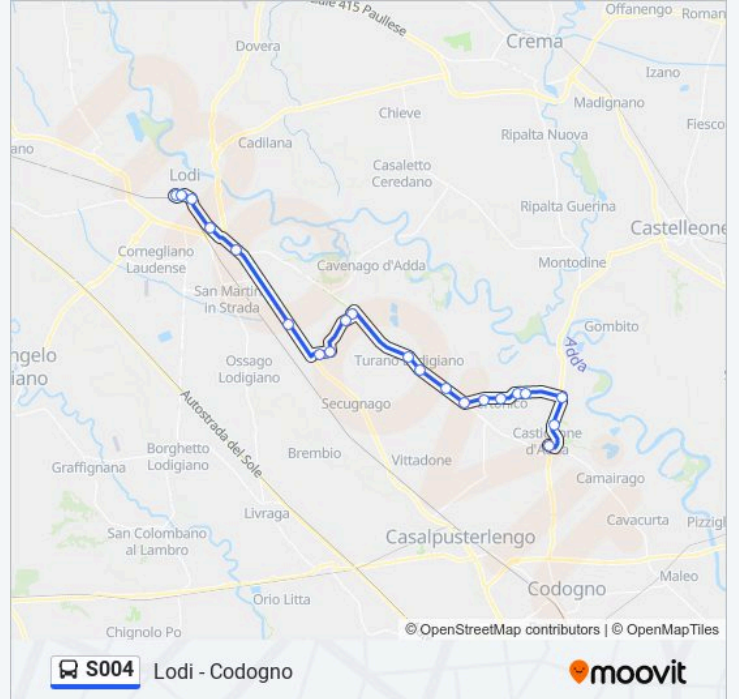 415 Paullese
Offanengo
Roman
Crema
Dovera
Izano
Madignano
Chieve
Fiesco
Ripalta Nuova
Cadilana
ano
Casaletto
Ceredano
Lodi
Ripalta Guerina
Castelleone
Cornegliano
Laudense
Montodine
Cavenago d'Adda
San Martin
in Strada
Gombito
Adda
ngelo
iano
Ossago
Lodigiano
Turano Lodigiano
Autostrada del Sole
Secugnago
Castiglione
d'Adda
Borghetto
Lodigiano
Brembio
Vittadone
Graffignana
Camairago
Livraga
Cavacurta
Pizzigh
San Colombano
al Lambro
Casalpusterlengo
Maleo
Codogno
Orio Litta
Chignolo Po
© OpenStreetMap contributors | © OpenMapTiles
S004 Lodi - Codogno
moovit